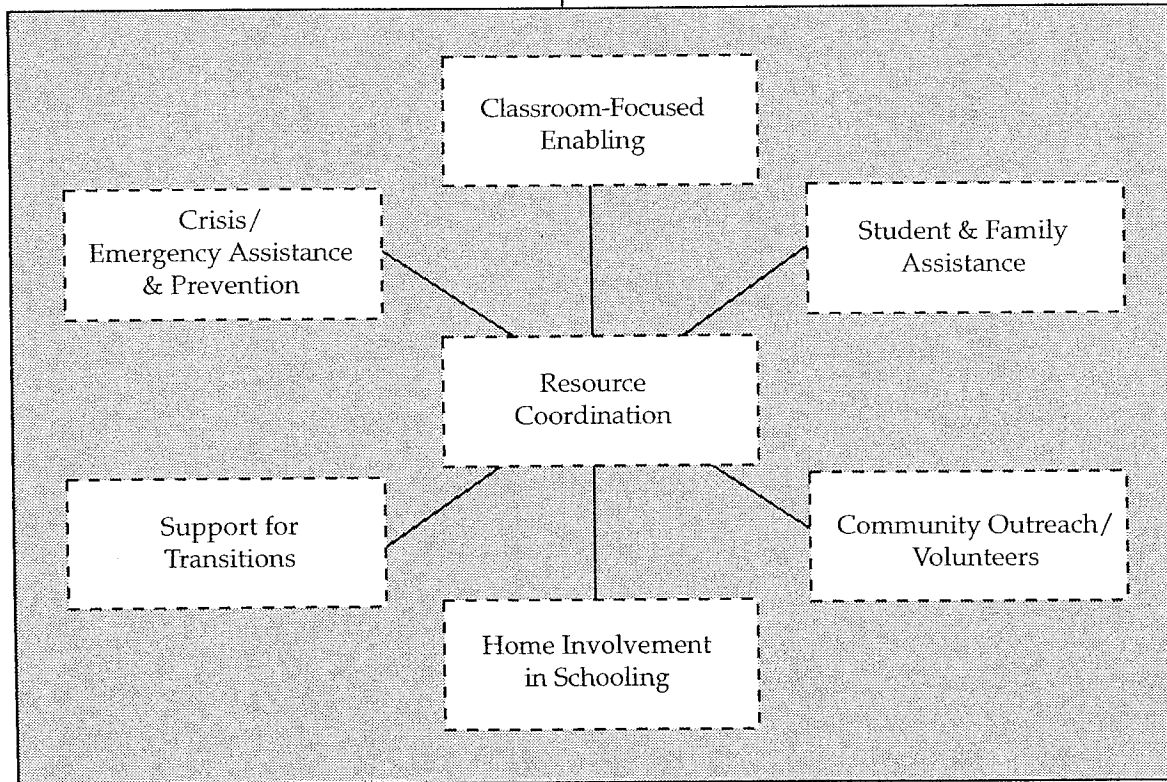 Classroom-Focused
Enabling
Crisis/
Emergency Assistance
& Prevention
Student & Family
Assistance
Resource
Coordination
Support for
Transitions
Community Outreach/
Volunteers
Home Involvement
in Schooling